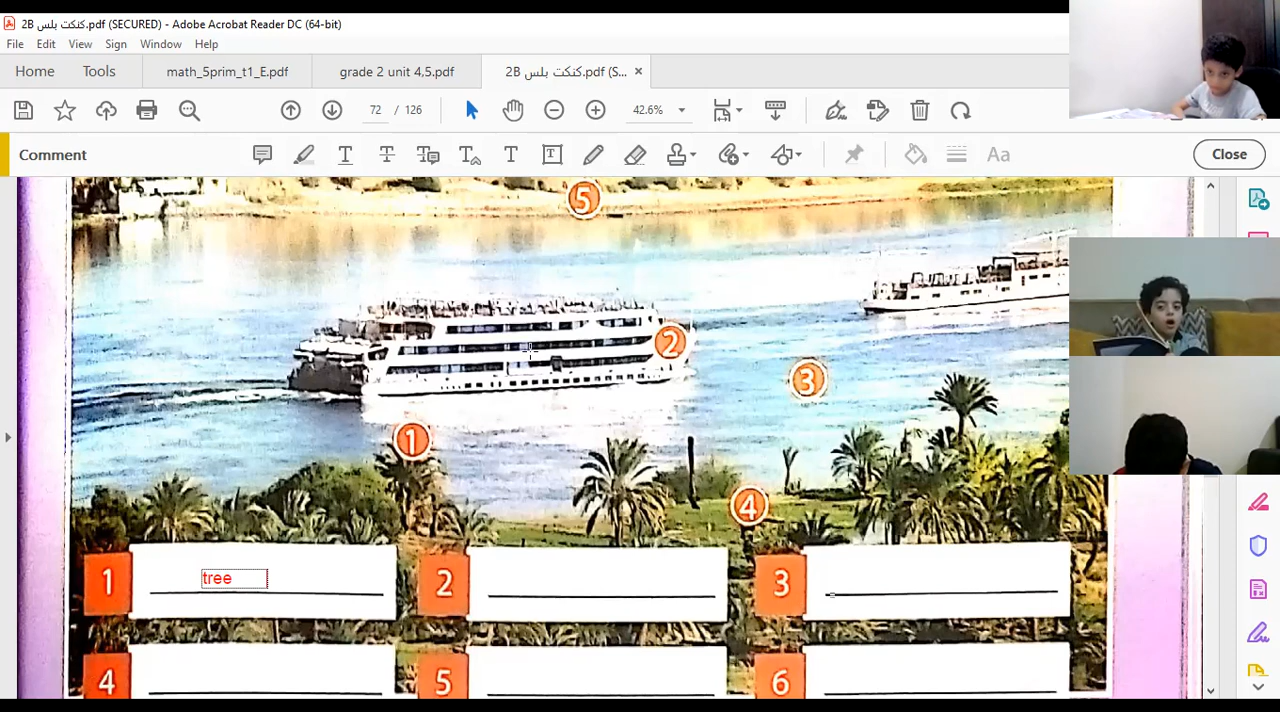 2B كنكت بلس.pdf (SECURED) - Adobe Acrobat Reader DC (64-bit)
File Edit View Sign Window Help
Home Tools math_5prim_t1_E.pdf grade 2 unit 4,5.pdf 2B كنكت بلس.pdf (S... ×
72 / 126 42.6%
Comment T T T T T Aa Close
5
2
3
1
4
1 tree 2 3
4 5 6